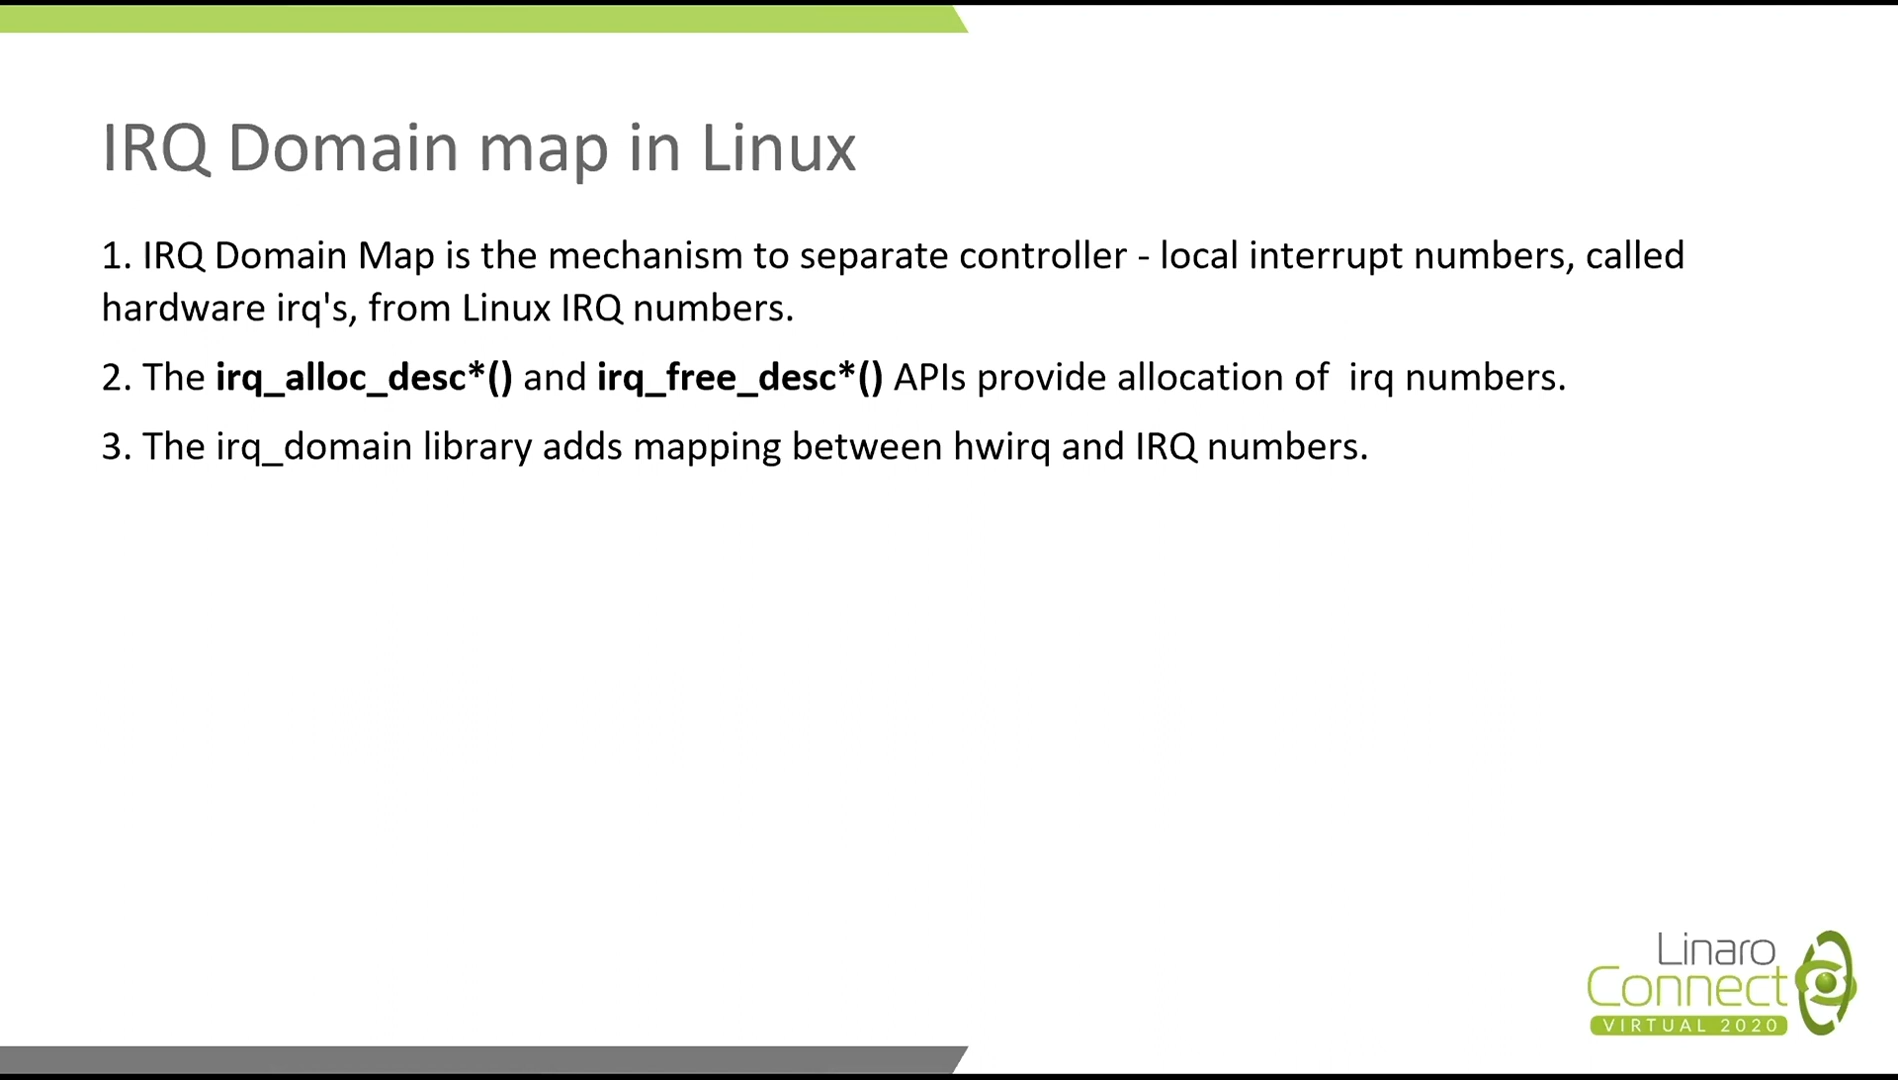 IRQ Domain map in Linux
1. IRQ Domain Map is the mechanism to separate controller - local interrupt numbers, called
hardware irq's, from Linux IRQ numbers.
2. The irq_alloc_desc*() and irq_free_desc*() APIs provide allocation of  irq numbers.
3. The irq_domain library adds mapping between hwirq and IRQ numbers.
Linaro
Connect
VIRTUAL 2020